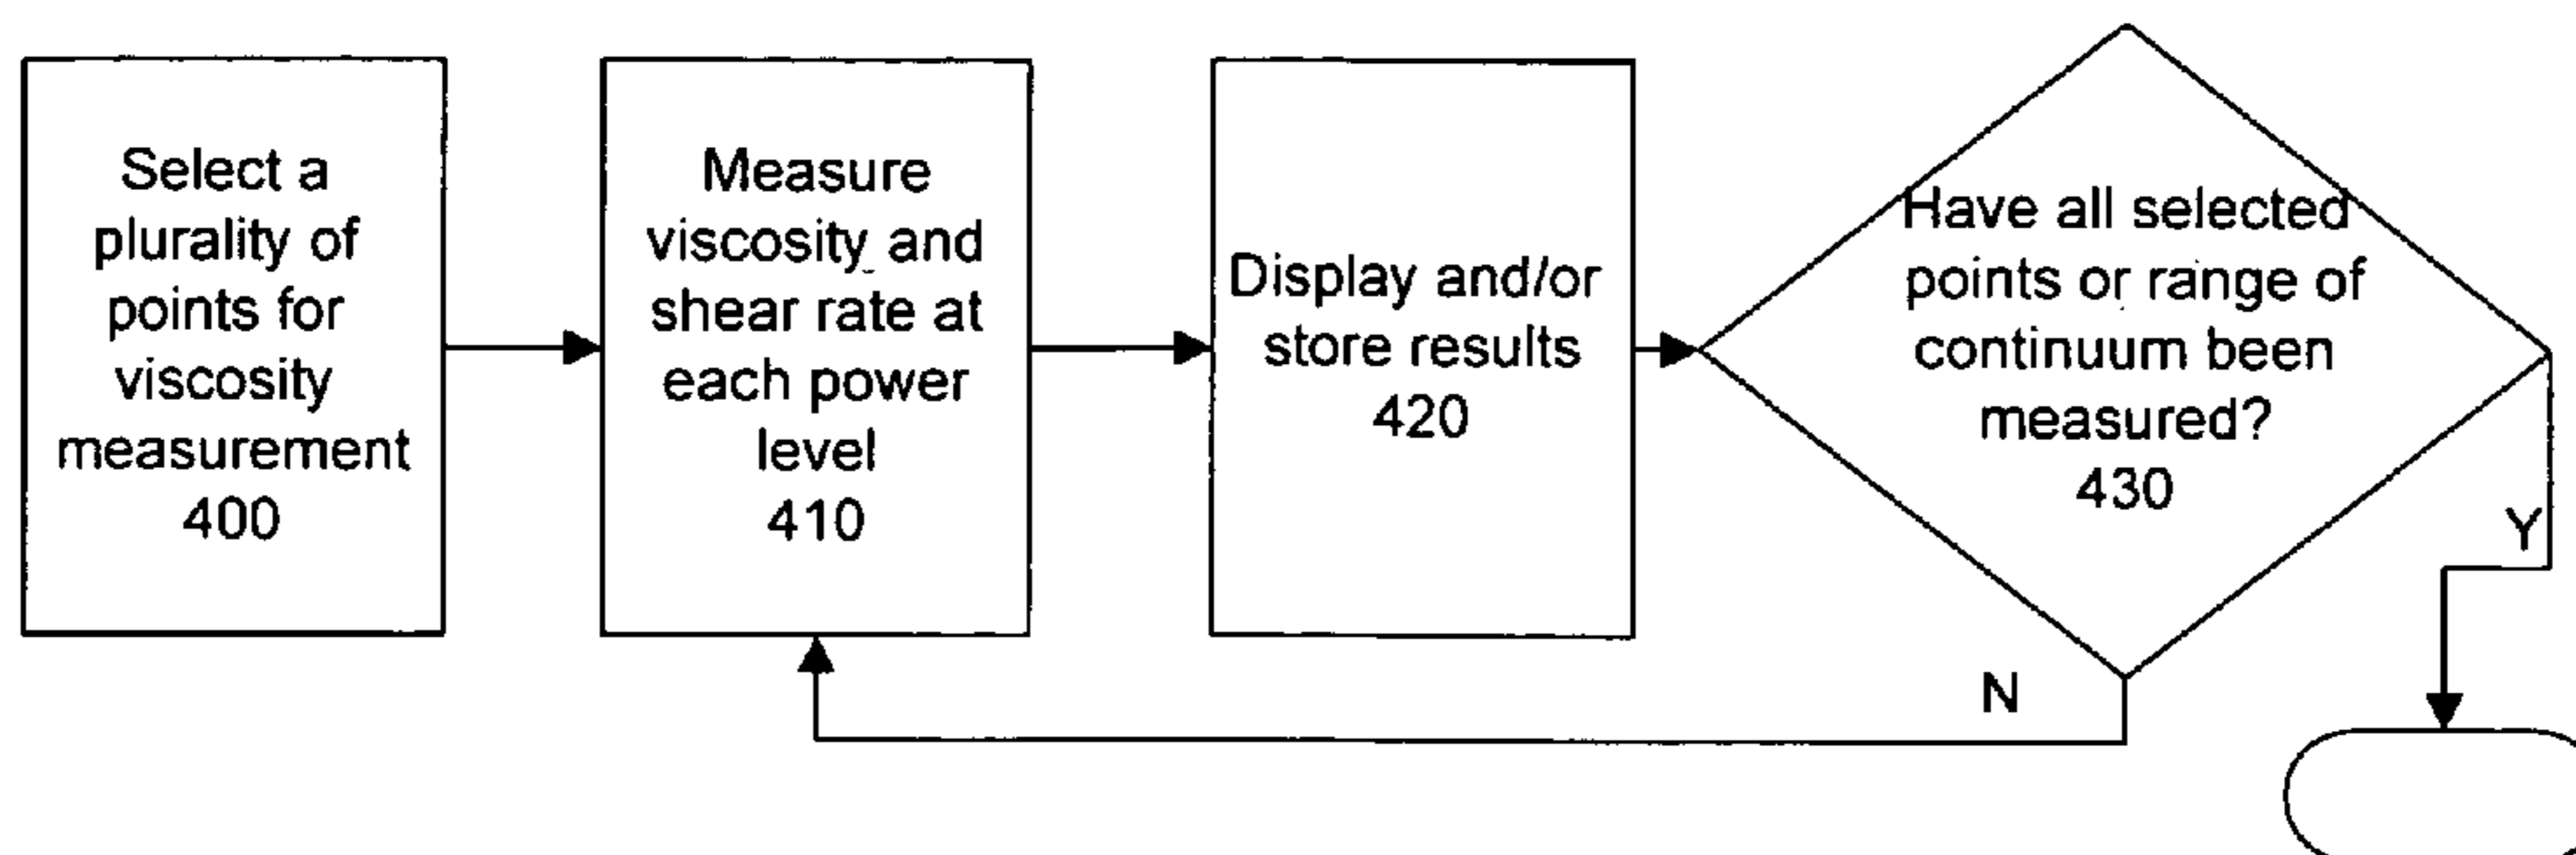 Select a
plurality of
points for
viscosity
measurement
400
Measure
viscosity and
shear rate at
each power
level
410
Display and/or
store results
420
Have all selected
points or range of
continuum been
measured?
430
Y
N